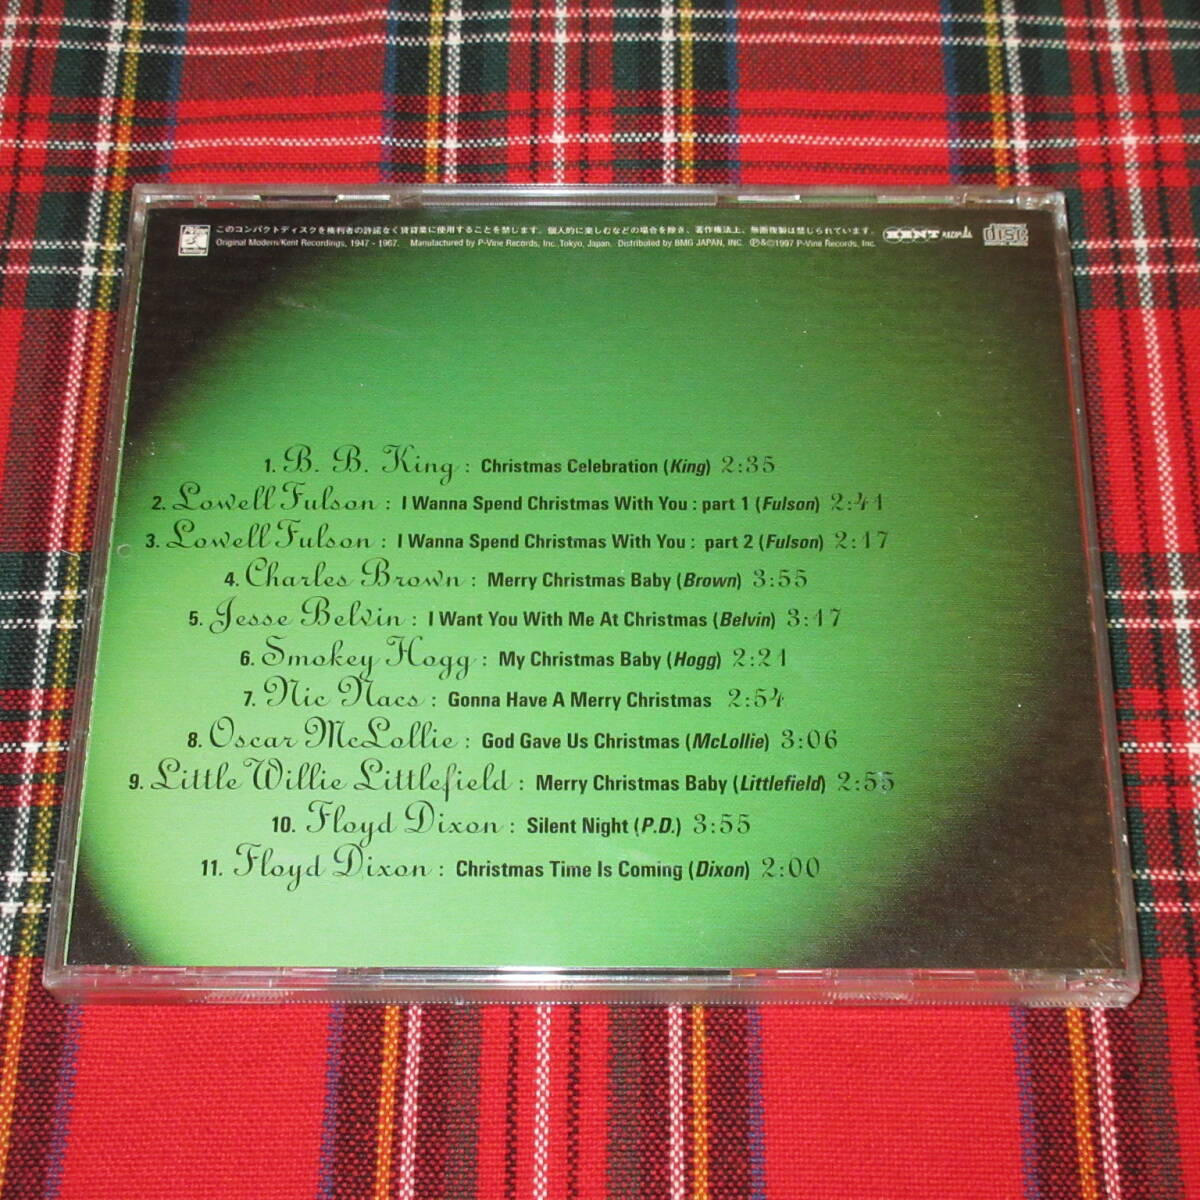 このコンパクトディスクを権利者の許諾なく賃貸業に使用することを禁じます。個人的に楽しむなどの場合を除き、著作権法上、無断複製は禁じられています。
Original Modern/Kent Recordings, 1947 - 1967. Manufactured by P-Vine Records, Inc. Tokyo, Japan. Distributed by BMG JAPAN, INC. ℗&©1997 P-Vine Records, Inc.
KENT RECORDS
COMPACT disc DIGITAL AUDIO
1. B. B. King : Christmas Celebration (King) 2:35
2. Lowell Fulson : I Wanna Spend Christmas With You : part 1 (Fulson) 2:41
3. Lowell Fulson : I Wanna Spend Christmas With You : part 2 (Fulson) 2:17
4. Charles Brown : Merry Christmas Baby (Brown) 3:55
5. Jesse Belvin : I Want You With Me At Christmas (Belvin) 3:17
6. Smokey Hogg : My Christmas Baby (Hogg) 2:21
7. Nic Nacs : Gonna Have A Merry Christmas 2:54
8. Oscar McLollie : God Gave Us Christmas (McLollie) 3:06
9. Little Willie Littlefield : Merry Christmas Baby (Littlefield) 2:55
10. Floyd Dixon : Silent Night (P.D.) 3:55
11. Floyd Dixon : Christmas Time Is Coming (Dixon) 2:00